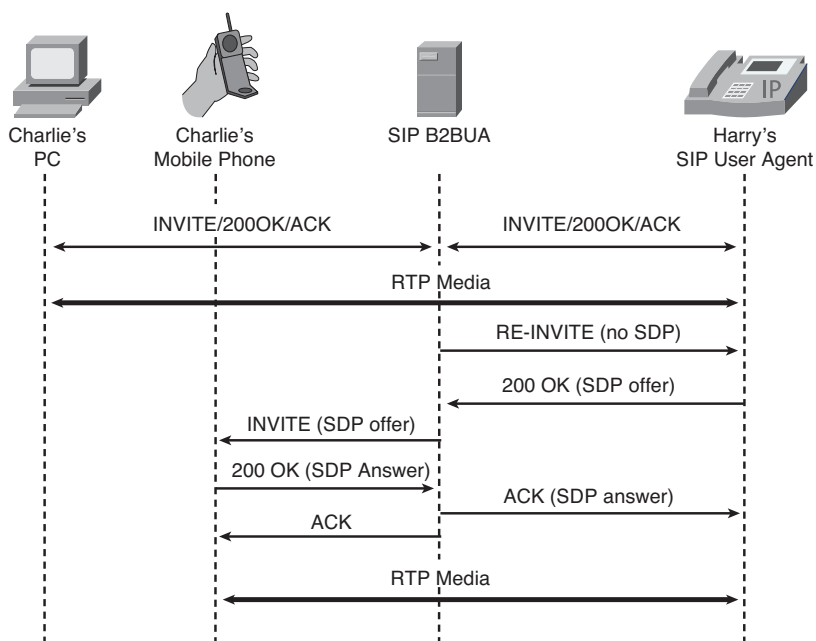 IP
Charlie's
PC
Charlie's
Mobile Phone
SIP B2BUA
Harry's
SIP User Agent
INVITE/200OK/ACK
INVITE/200OK/ACK
RTP Media
RE-INVITE (no SDP)
200 OK (SDP offer)
INVITE (SDP offer)
200 OK (SDP Answer)
ACK (SDP answer)
ACK
RTP Media